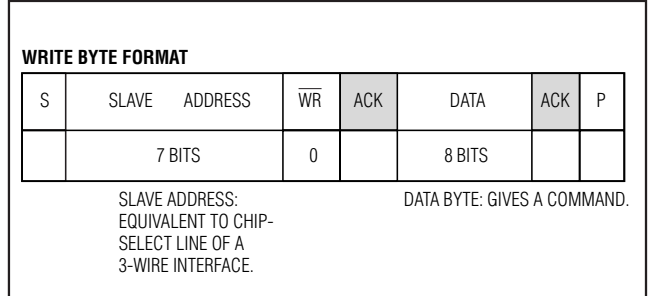 WRITE BYTE FORMAT
S SLAVE ADDRESS WR ACK DATA ACK P
7 BITS 0 8 BITS
SLAVE ADDRESS:
EQUIVALENT TO CHIP-
SELECT LINE OF A
3-WIRE INTERFACE.
DATA BYTE: GIVES A COMMAND.